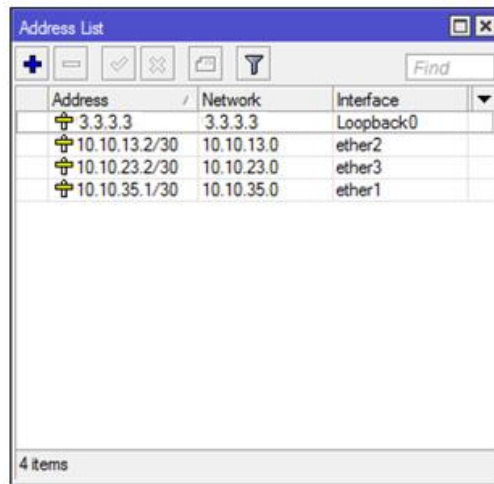 Address List
Find
Address / Network Interface
3.3.3.3 3.3.3.3 Loopback0
10.10.13.2/30 10.10.13.0 ether2
10.10.23.2/30 10.10.23.0 ether3
10.10.35.1/30 10.10.35.0 ether1
4 items